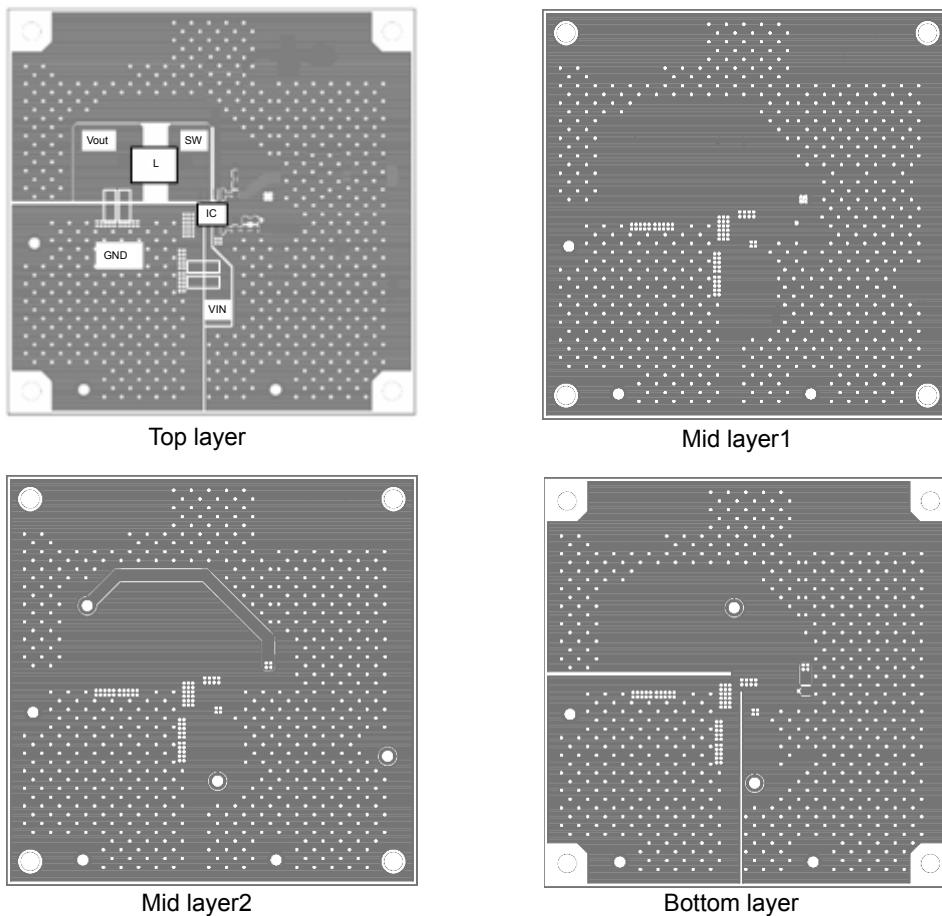 Vout
SW
L
IC
GND
VIN
Top layer
Mid layer1
Mid layer2
Bottom layer